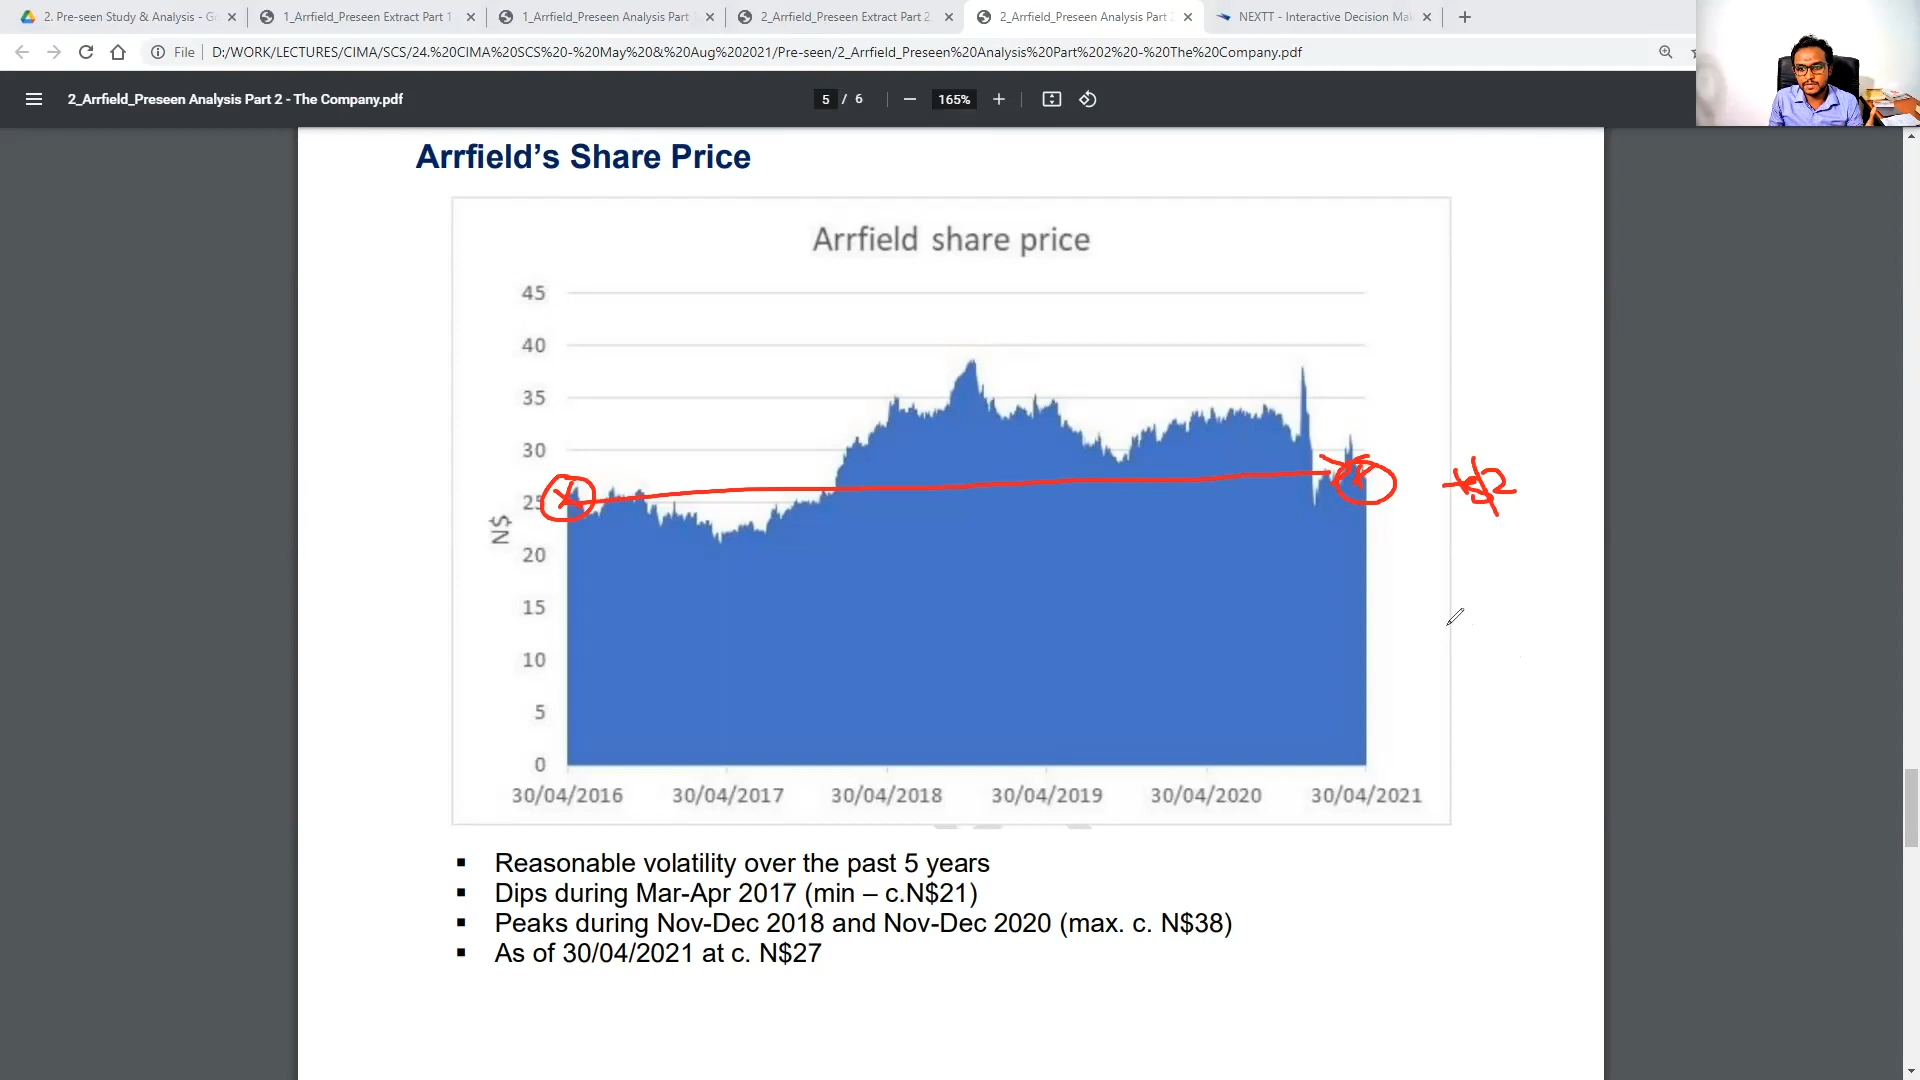 2. Pre-seen Study & Analysis - G
1_Arrfield_Preseen Extract Part 1
1_Arrfield_Preseen Analysis Part
2_Arrfield_Preseen Extract Part 2
2_Arrfield_Preseen Analysis Part
NEXTT - Interactive Decision Ma
File
D:/WORK/LECTURES/CIMA/SCS/24.%20CIMA%20SCS%20-%20May%20&%20Aug%202021/Pre-seen/2_Arrfield_Preseen%20Analysis%20Part%202%20-%20The%20Company.pdf
2_Arrfield_Preseen Analysis Part 2 - The Company.pdf
5 / 6
165%
Arrfield's Share Price
Arrfield share price
45
40
35
30
25
20
15
10
5
0
N$
30/04/2016 30/04/2017 30/04/2018 30/04/2019 30/04/2020 30/04/2021
▪ Reasonable volatility over the past 5 years
▪ Dips during Mar-Apr 2017 (min – c.N$21)
▪ Peaks during Nov-Dec 2018 and Nov-Dec 2020 (max. c. N$38)
▪ As of 30/04/2021 at c. N$27